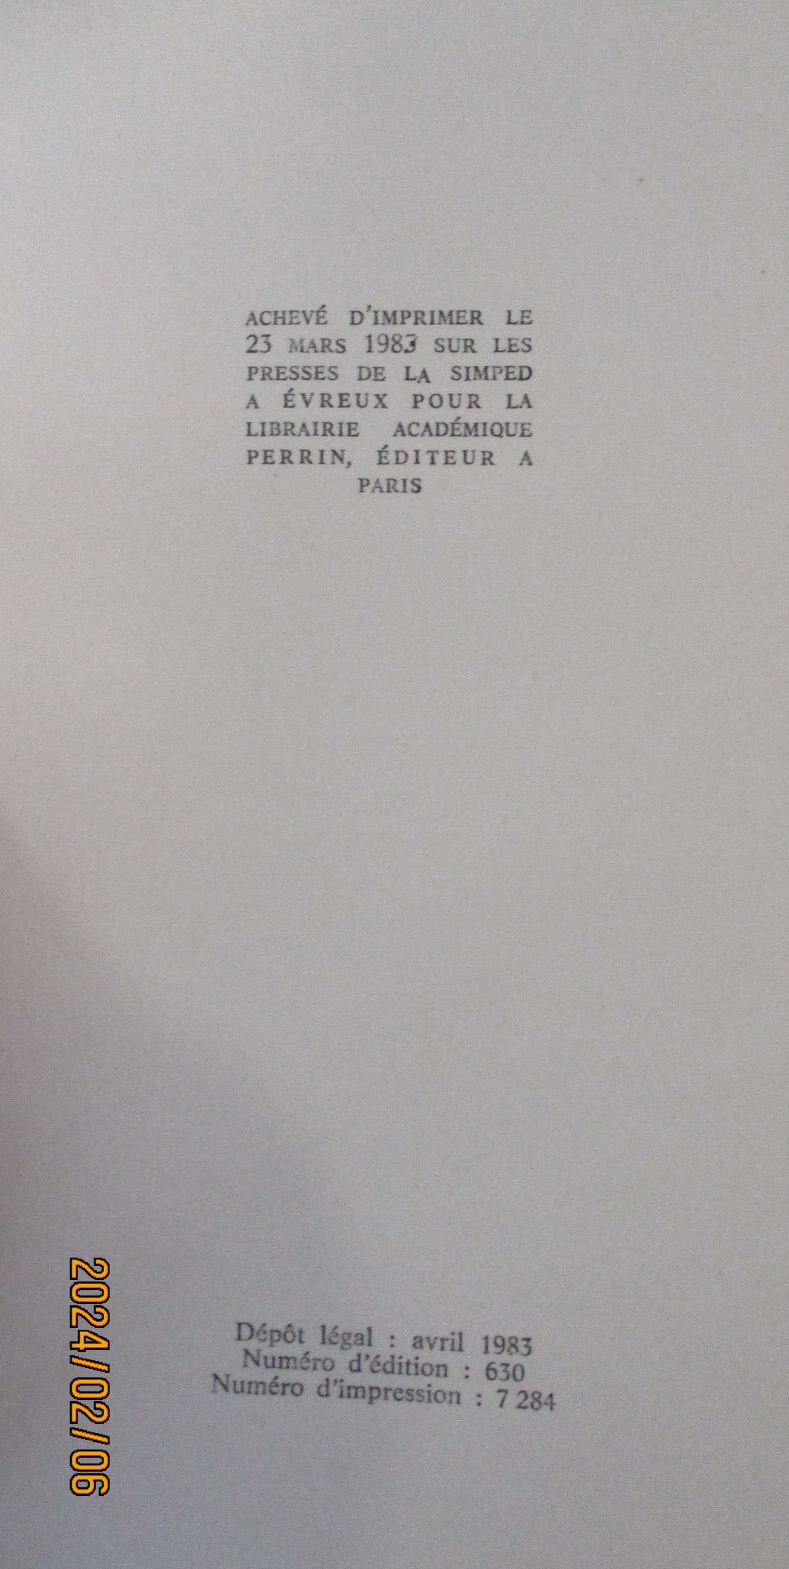 ACHEVÉ D'IMPRIMER LE
23 MARS 1983 SUR LES
PRESSES DE LA SIMPED
A ÉVREUX POUR LA
LIBRAIRIE ACADÉMIQUE
PERRIN, ÉDITEUR A
PARIS
Dépôt légal : avril 1983
Numéro d'édition : 630
Numéro d'impression : 7 284
2024/02/06